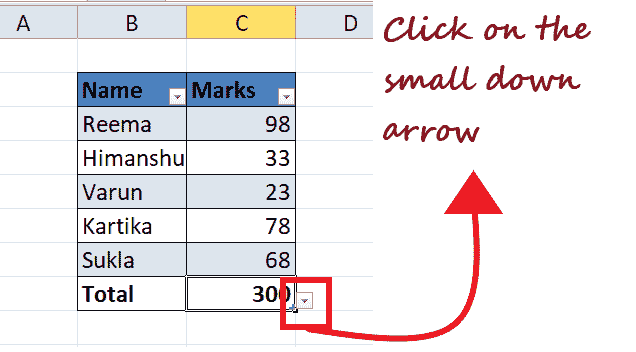 A B C D
Click on the
small down
arrow
Name Marks
Reema 98
Himanshu 33
Varun 23
Kartika 78
Sukla 68
Total 300